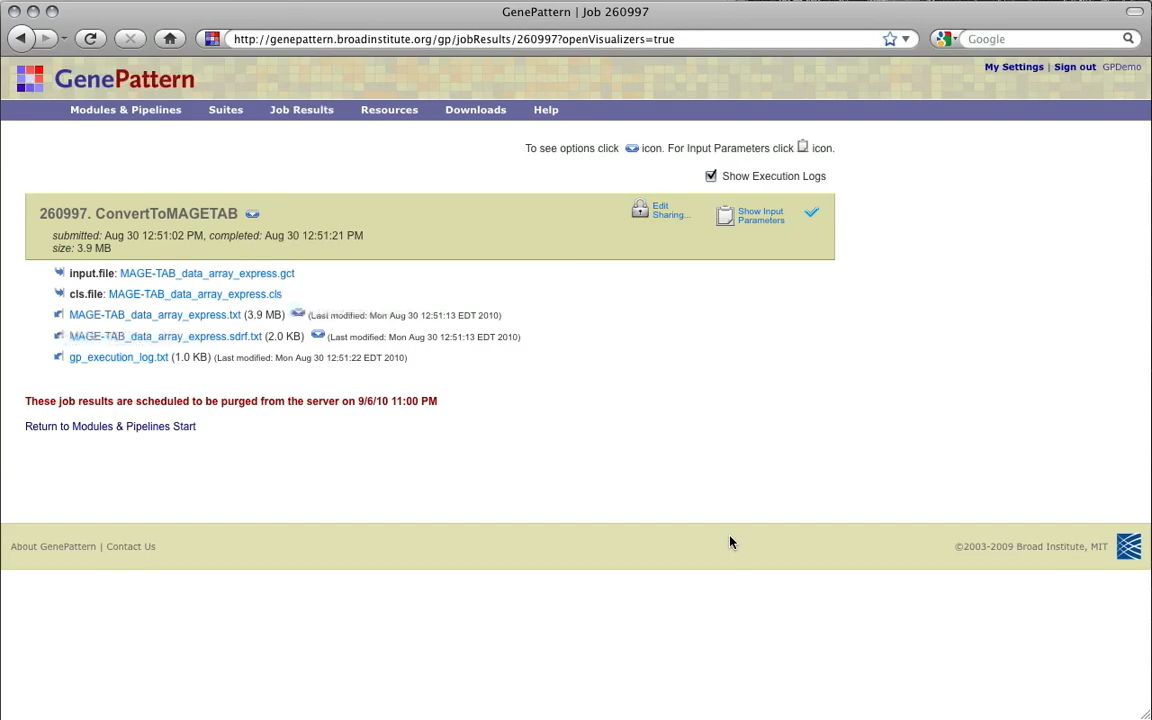 GenePattern | Job 260997
http://genepattern.broadinstitute.org/gp/jobResults/260997?openVisualizers=true
Google
GenePattern
My Settings | Sign out GPDemo
Modules & Pipelines Suites Job Results Resources Downloads Help
To see options click icon. For Input Parameters click icon.
Show Execution Logs
260997. ConvertToMAGETAB
Edit Sharing...
Show Input Parameters
submitted: Aug 30 12:51:02 PM, completed: Aug 30 12:51:21 PM
size: 3.9 MB
input.file: MAGE-TAB_data_array_express.gct
cls.file: MAGE-TAB_data_array_express.cls
MAGE-TAB_data_array_express.txt (3.9 MB) (Last modified: Mon Aug 30 12:51:13 EDT 2010)
MAGE-TAB_data_array_express.sdrf.txt (2.0 KB) (Last modified: Mon Aug 30 12:51:13 EDT 2010)
gp_execution_log.txt (1.0 KB) (Last modified: Mon Aug 30 12:51:22 EDT 2010)
These job results are scheduled to be purged from the server on 9/6/10 11:00 PM
Return to Modules & Pipelines Start
About GenePattern | Contact Us
©2003-2009 Broad Institute, MIT